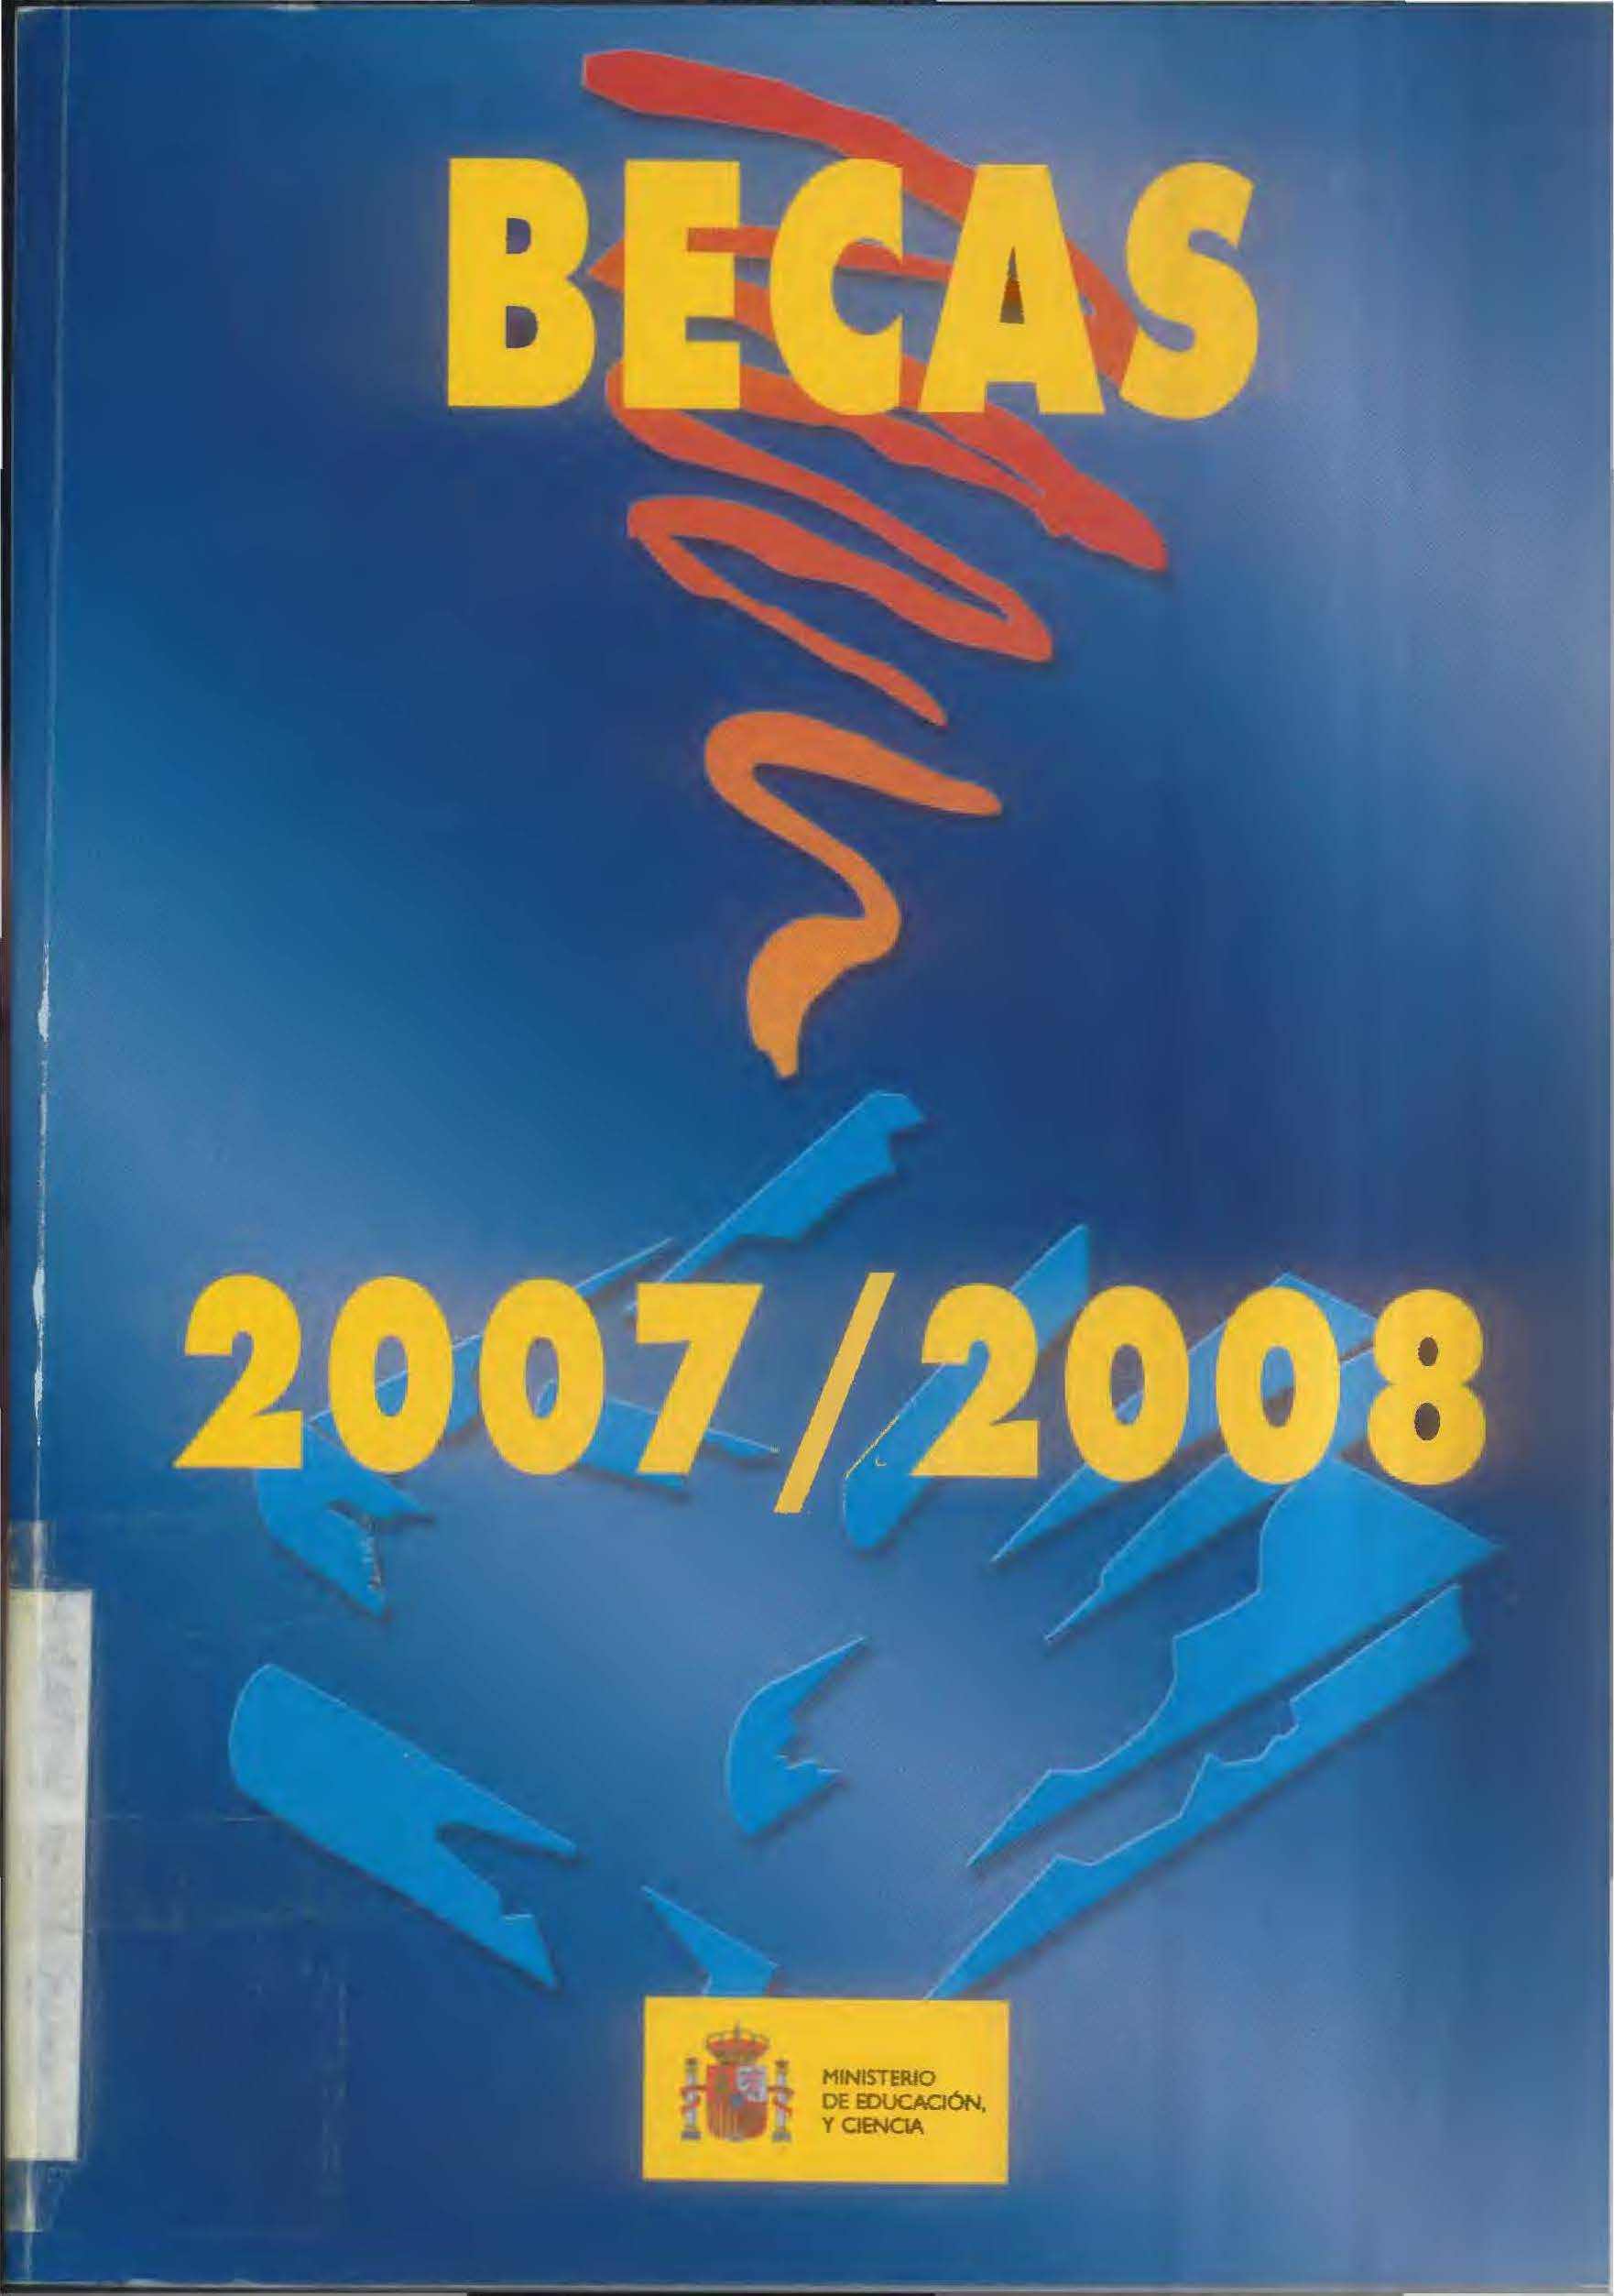 BECAS
2007/2008
MINISTERIO
DE EDUCACIÓN,
Y CIENCIA